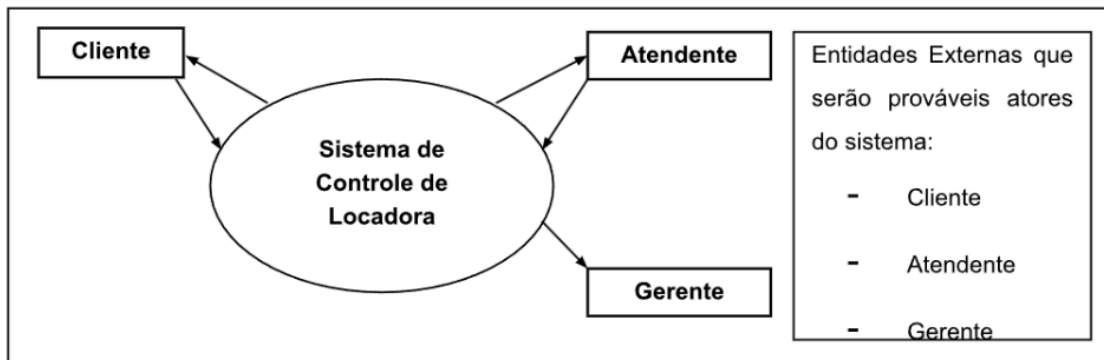 Cliente
Atendente
Sistema de
Controle de
Locadora
Gerente
Entidades Externas que
serão prováveis atores
do sistema:
- Cliente
- Atendente
- Gerente